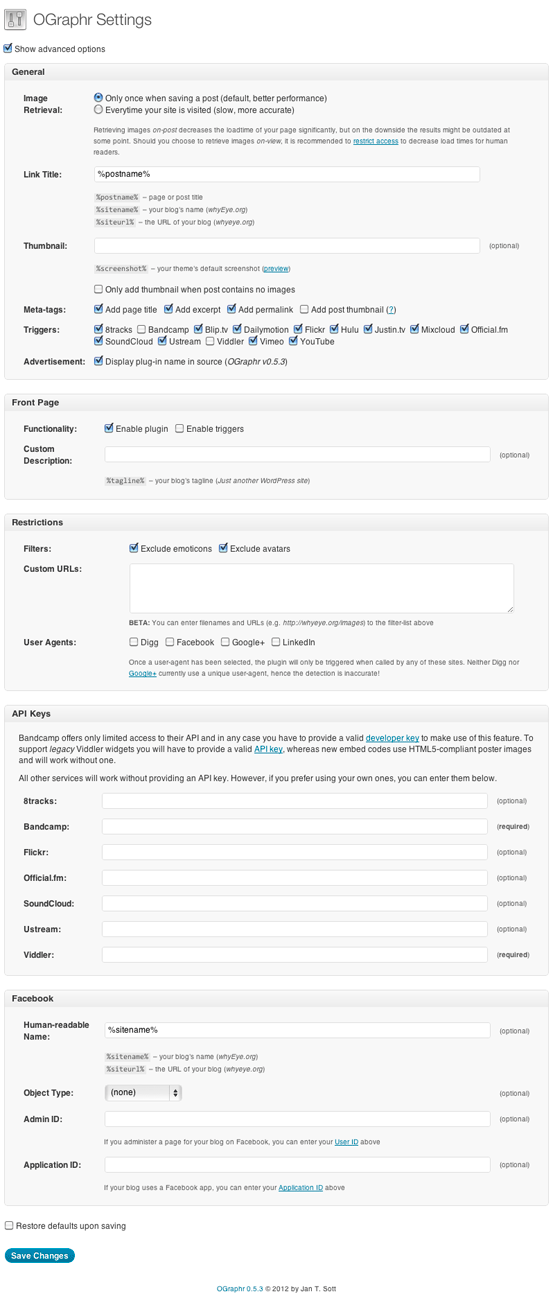 OGraphr Settings
Show advanced options
General
Image Retrieval:
Only once when saving a post (default, better performance)
Everytime your site is visited (slow, more accurate)
Retrieving images on-post decreases the loadtime of your page significantly, but on the downside the results might be outdated at
some point. Should you choose to retrieve images on-view, it is recommended to restrict access to decrease load times for human
readers.
Link Title:
%postname%
%postname% – page or post title
%sitename% – your blog's name (whyEye.org)
%siteurl% – the URL of your blog (whyeye.org)
Thumbnail:
(optional)
%screenshot% – your theme's default screenshot (preview)
Only add thumbnail when post contains no images
Meta-tags: Add page title Add excerpt Add permalink Add post thumbnail (?)
Triggers: 8tracks Bandcamp Blip.tv Dailymotion Flickr Hulu Justin.tv Mixcloud Official.fm
SoundCloud Ustream Viddler Vimeo YouTube
Advertisement: Display plug-in name in source (OGraphr v0.5.3)
Front Page
Functionality: Enable plugin Enable triggers
Custom Description:
(optional)
%tagline% – your blog's tagline (Just another WordPress site)
Restrictions
Filters: Exclude emoticons Exclude avatars
Custom URLs:
BETA: You can enter filenames and URLs (e.g. http://whyeye.org/images) to the filter-list above
User Agents: Digg Facebook Google+ LinkedIn
Once a user-agent has been selected, the plugin will only be triggered when called by any of these sites. Neither Digg nor
Google+ currently use a unique user-agent, hence the detection is inaccurate!
API Keys
Bandcamp offers only limited access to their API and in any case you have to provide a valid developer key to make use of this feature. To
support legacy Viddler widgets you will have to provide a valid API key, whereas new embed codes use HTML5-compliant poster images
and will work without one.
All other services will work without providing an API key. However, if you prefer using your own ones, you can enter them below.
8tracks: (optional)
Bandcamp: (required)
Flickr: (optional)
Official.fm: (optional)
SoundCloud: (optional)
Ustream: (optional)
Viddler: (required)
Facebook
Human-readable Name:
%sitename%
(optional)
%sitename% – your blog's name (whyEye.org)
%siteurl% – the URL of your blog (whyeye.org)
Object Type: (none) (optional)
Admin ID: (optional)
If you administer a page for your blog on Facebook, you can enter your User ID above
Application ID: (optional)
If your blog uses a Facebook app, you can enter your Application ID above
Restore defaults upon saving
Save Changes
OGraphr 0.5.3 © 2012 by Jan T. Sott